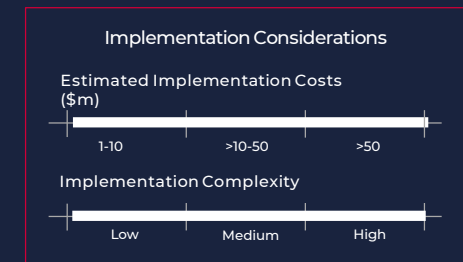 Implementation Considerations
Estimated Implementation Costs
($m)
1-10 >10-50 >50
Implementation Complexity
Low Medium High